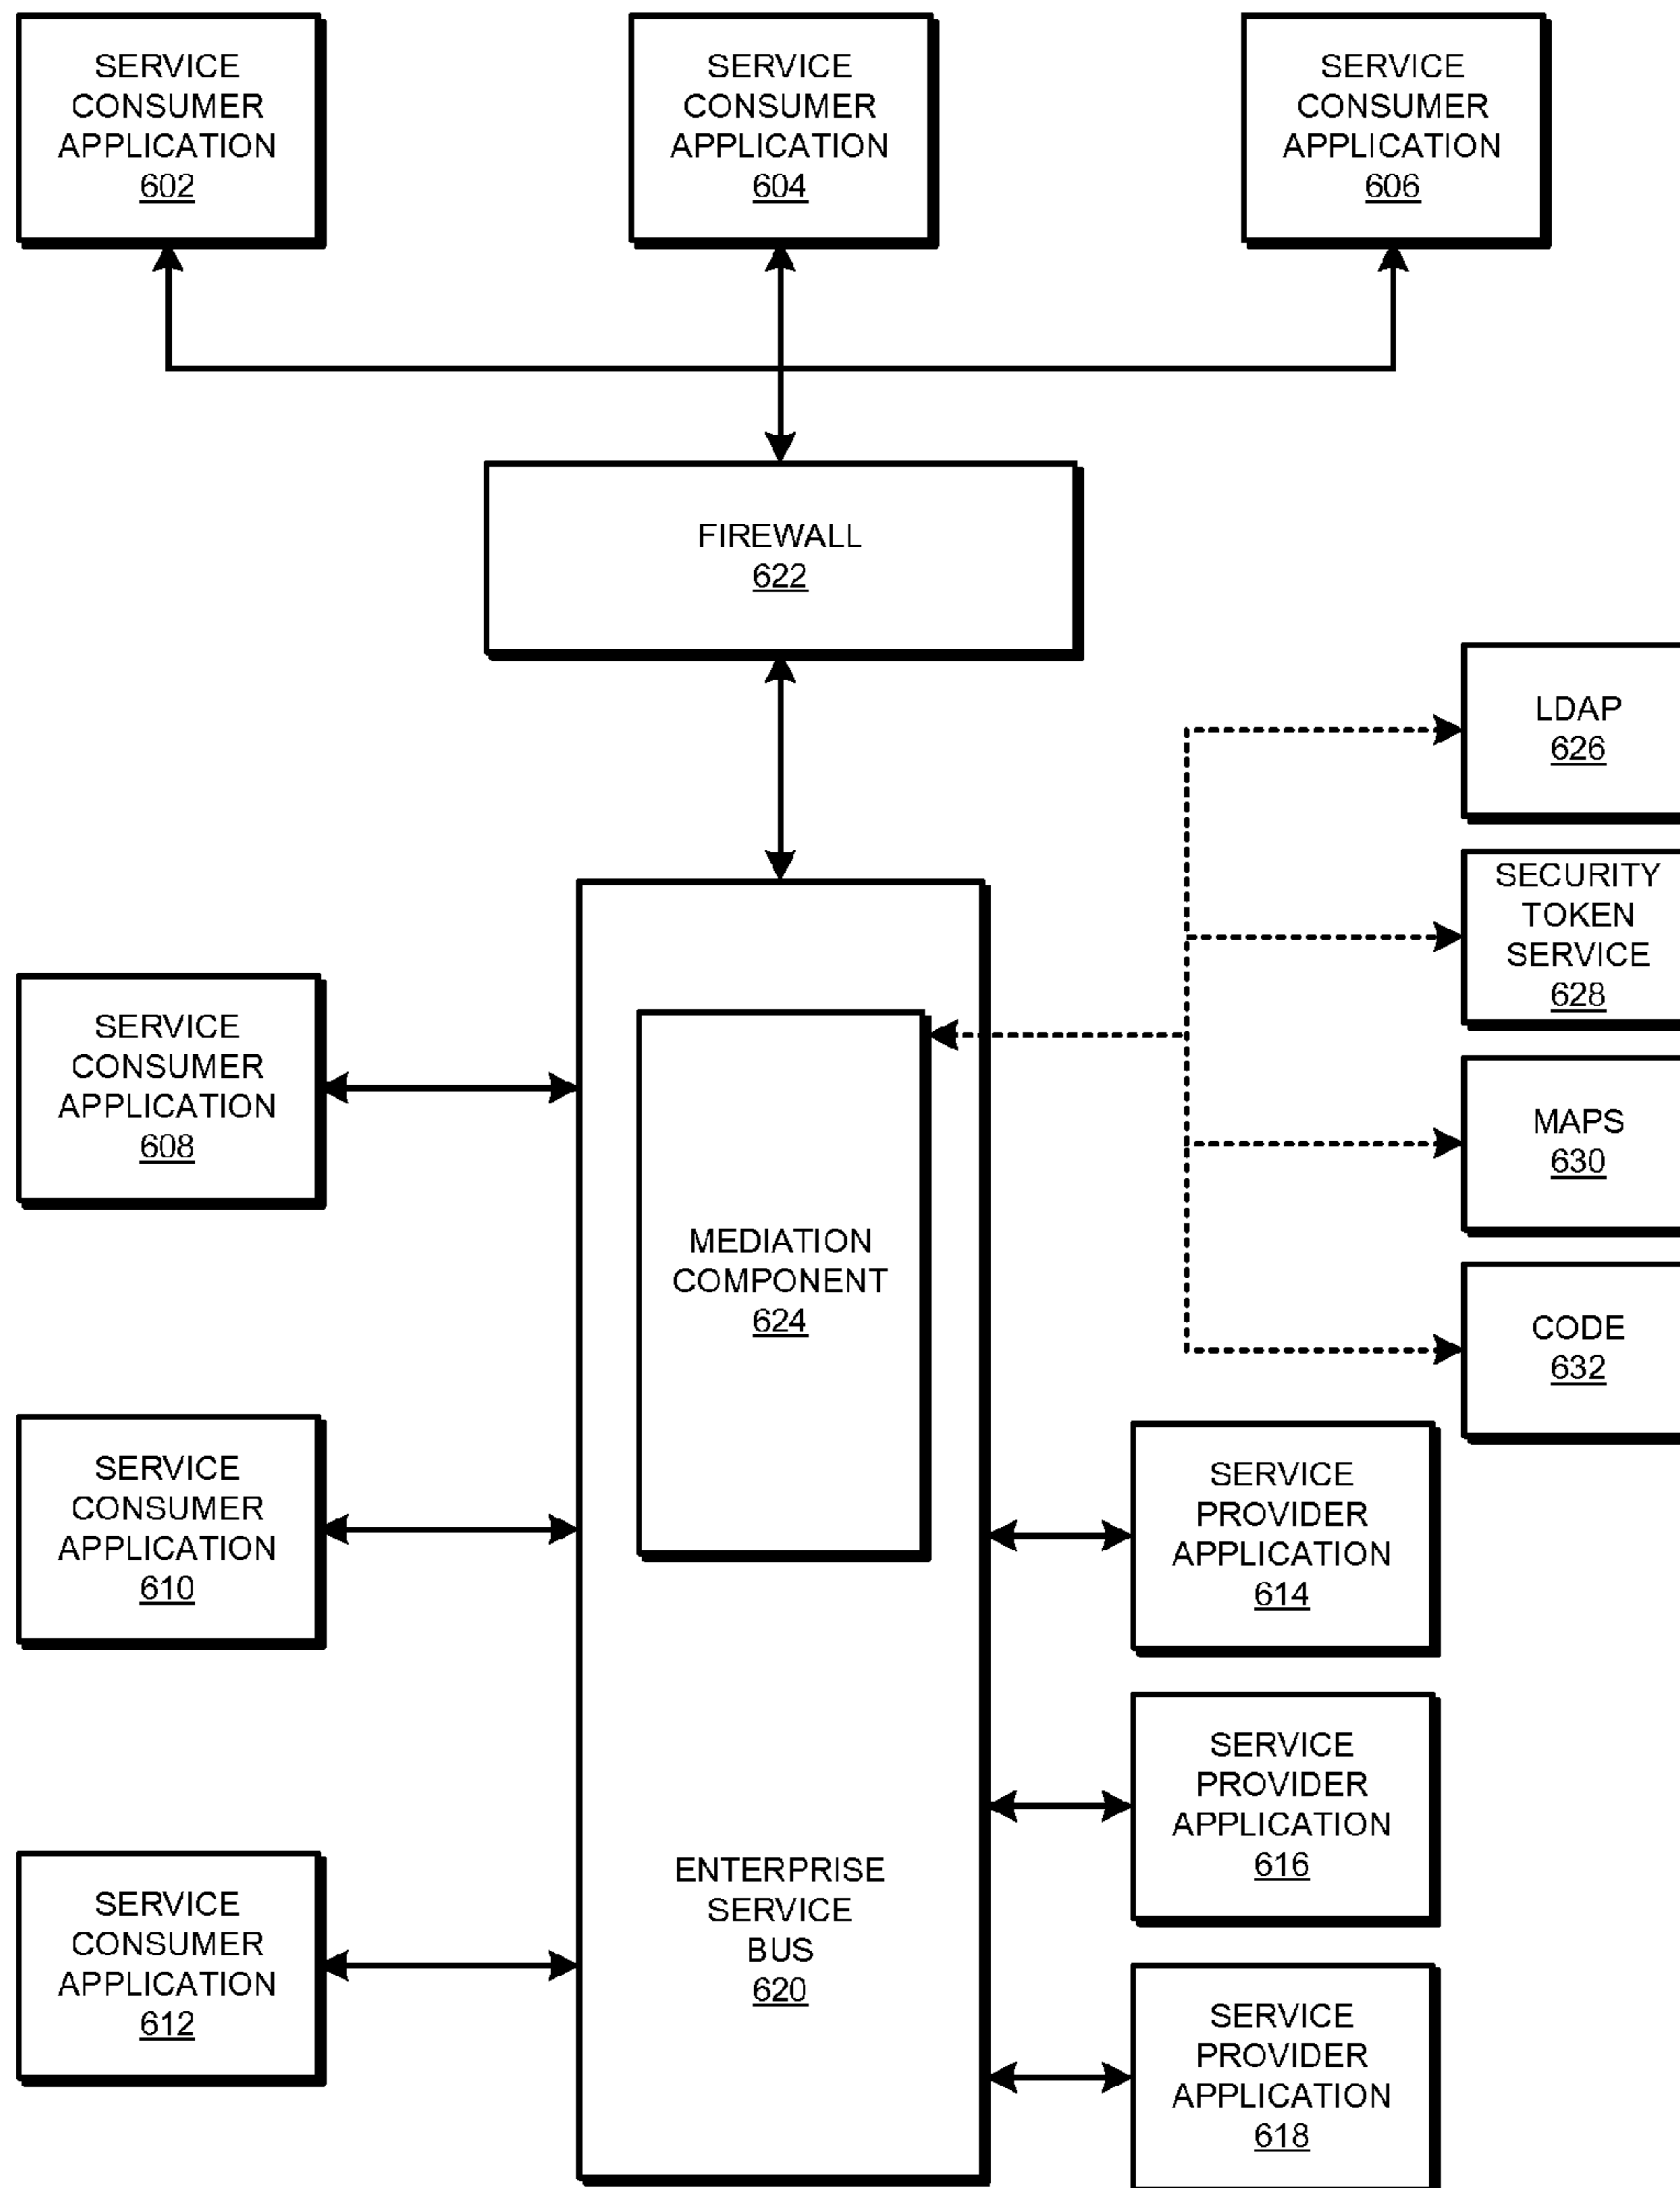 SERVICE
CONSUMER
APPLICATION
602
SERVICE
CONSUMER
APPLICATION
604
SERVICE
CONSUMER
APPLICATION
606
FIREWALL
622
LDAP
626
SECURITY
TOKEN
SERVICE
628
MAPS
630
CODE
632
SERVICE
CONSUMER
APPLICATION
608
MEDIATION
COMPONENT
624
SERVICE
CONSUMER
APPLICATION
610
SERVICE
PROVIDER
APPLICATION
614
SERVICE
PROVIDER
APPLICATION
616
SERVICE
CONSUMER
APPLICATION
612
ENTERPRISE
SERVICE
BUS
620
SERVICE
PROVIDER
APPLICATION
618